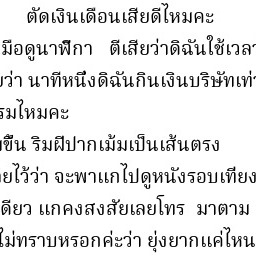 ตัดเงินเดือนเสียดีไหมคะ
มือดูนาฬิกา ตีเสียว่าดิฉันใช้เวลา
ว่า นาทีหนึ่งดิฉันกินเงินบริษัทเท่า
รมไหมคะ
ขึ้น ริมฝีปากเม้มเป็นเส้นตรง
ยไว้ว่า จะพาแกไปดูหนังรอบเที่ยง
เดียว แกคงสงสัยเลยโทร มาตาม
ไม่ทราบหรอกค่ะว่า ยุ่งยากแค่ไหน